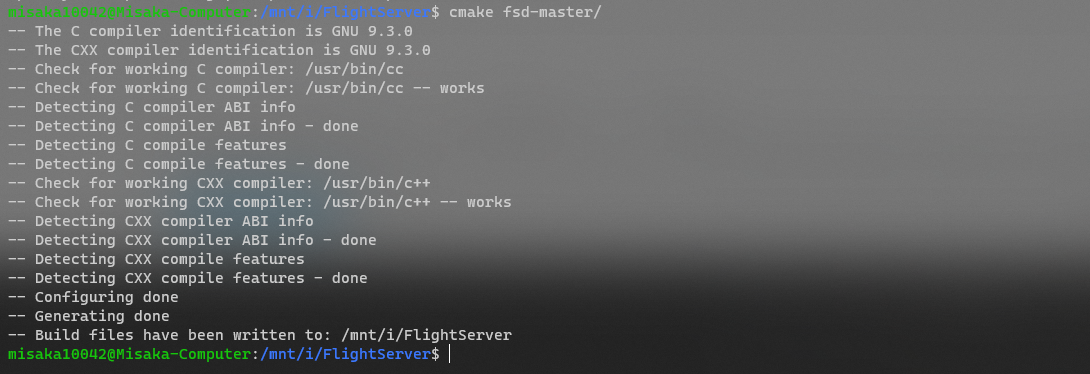 misaka10042@Misaka-Computer:/mnt/i/FlightServer$ cmake fsd-master/
-- The C compiler identification is GNU 9.3.0
-- The CXX compiler identification is GNU 9.3.0
-- Check for working C compiler: /usr/bin/cc
-- Check for working C compiler: /usr/bin/cc -- works
-- Detecting C compiler ABI info
-- Detecting C compiler ABI info - done
-- Detecting C compile features
-- Detecting C compile features - done
-- Check for working CXX compiler: /usr/bin/c++
-- Check for working CXX compiler: /usr/bin/c++ -- works
-- Detecting CXX compiler ABI info
-- Detecting CXX compiler ABI info - done
-- Detecting CXX compile features
-- Detecting CXX compile features - done
-- Configuring done
-- Generating done
-- Build files have been written to: /mnt/i/FlightServer
misaka10042@Misaka-Computer:/mnt/i/FlightServer$